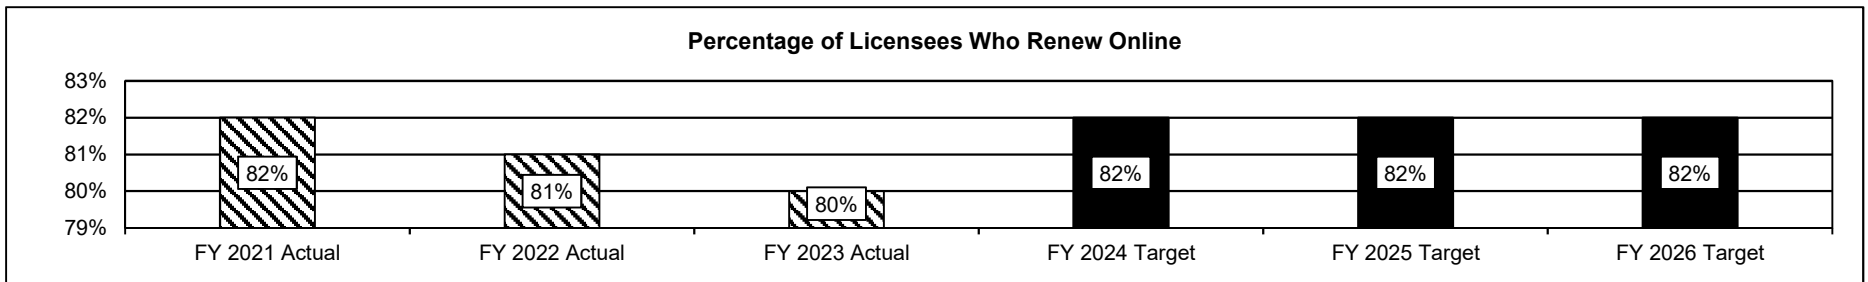 Percentage of Licensees Who Renew Online
83%
82%
81%
80%
79%
82%
81%
80%
82%
82%
82%
FY 2021 Actual
FY 2022 Actual
FY 2023 Actual
FY 2024 Target
FY 2025 Target
FY 2026 Target